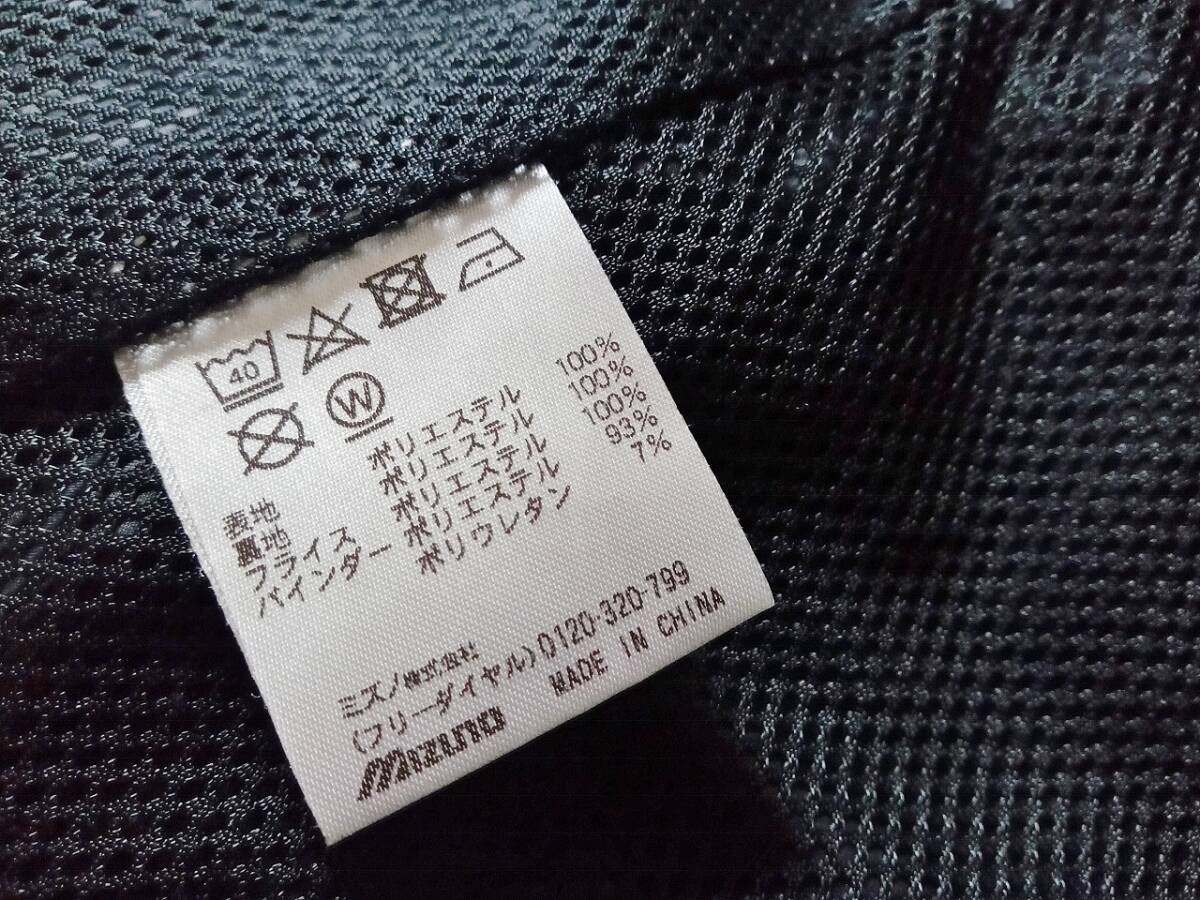 40
W
表地 ポリエステル 100%
裏地 ポリエステル 100%
フライス ポリエステル 100%
バインダー ポリエステル 93%
ポリウレタン 7%
ミズノ株式会社
(フリーダイヤル)0120-320-799
MADE IN CHINA
Mizuno